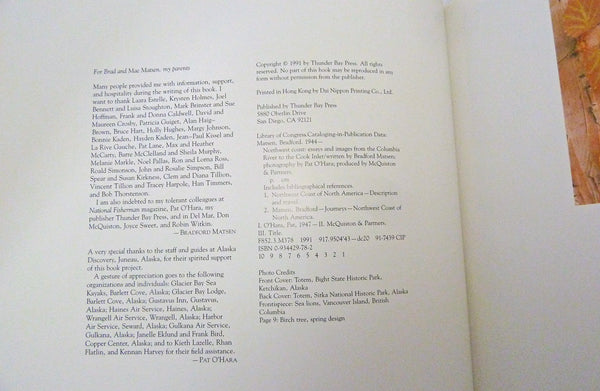 For Brad and Mae Matsen, my parents
Many people provided me with information, support,
and hospitality during the writing of this book. I
want to thank Laara Estelle, Krysten Holmes, Joel
Bennett and Luisa Stoughton, Mark Brinster and Sue
Hoffman, Frank and Donna Caldwell, David and
Maureen Crosby, Patricia Guiget, Alan Haig-
Brown, Bruce Hart, Holly Hughes, Margy Johnson,
Bonnie Kaden, Hayden Kaden, Jean-Paul Kissel and
La Rive Gauche, Pat Lane, Max and Heather
McCarty, Barrie McClelland and Sheila Murphy,
Melanie Markle, Noel Pallas, Ron and Lorna Ross,
Roald Simonson, John and Rosalie Simpson, Bill
Spear and Susan Kirkness, Clem and Diana Tillion,
Vincent Tillion and Tracey Harpole, Han Timmers,
and Bob Thorstenson.
I am also indebted to my tolerant colleagues at
National Fisherman magazine, Pat O'Hara, my
publisher Thunder Bay Press, and in Del Mar, Don
McQuiston, Joyce Sweet, and Robin Witkin.
— BRADFORD MATSEN
A very special thanks to the staff and guides at Alaska
Discovery, Juneau, Alaska, for their spirited support
of this book project.
A gesture of appreciation goes to the following
organizations and individuals: Glacier Bay Sea
Kayaks, Barlett Cove, Alaska; Glacier Bay Lodge,
Barlett Cove, Alaska; Gustavus Inn, Gustavus,
Alaska; Haines Air Service, Haines, Alaska;
Wrangell Air Service, Wrangell, Alaska; Harbor
Air Service, Seward, Alaska; Gulkana Air Service,
Gulkana, Alaska; Janelle Eklund and Frank Bird,
Copper Center, Alaska; and to Kieth Lazelle, Rhan
Flatlin, and Kennan Harvey for their field assistance.
— PAT O'HARA
Copyright © 1991 by Thunder Bay Press. All rights
reserved. No part of this book may be reproduced in any
form without permission from the publisher.
Printed in Hong Kong by Dai Nippon Printing Co., Ltd.
Published by Thunder Bay Press
5880 Oberlin Drive
San Diego, CA 92121
Library of Congress Cataloging-in-Publication Data:
Matsen, Bradford, 1944–
Northwest coast: essays and images from the Columbia
River to the Cook Inlet/written by Bradford Matsen;
photography by Pat O'Hara; produced by McQuiston
& Partners.
p. cm
Includes bibliographical references.
1. Northwest Coast of North America—Description
and travel.
2. Matsen, Bradford—Journeys—Northwest Coast of
North America.
I. O'Hara, Pat, 1947– II. McQuiston & Partners.
III. Title.
F852.3.M378 1991 917.9504'43—dc20 91-7439 CIP
ISBN 0-934429-78-2
10 9 8 7 6 5 4 3 2 1
Photo Credits
Front Cover: Totem, Bight State Historic Park,
Ketchikan, Alaska
Back Cover: Totem, Sitka National Historic Park, Alaska
Frontispiece: Sea lions, Vancouver Island, British
Columbia
Page 9: Birch tree, spring design